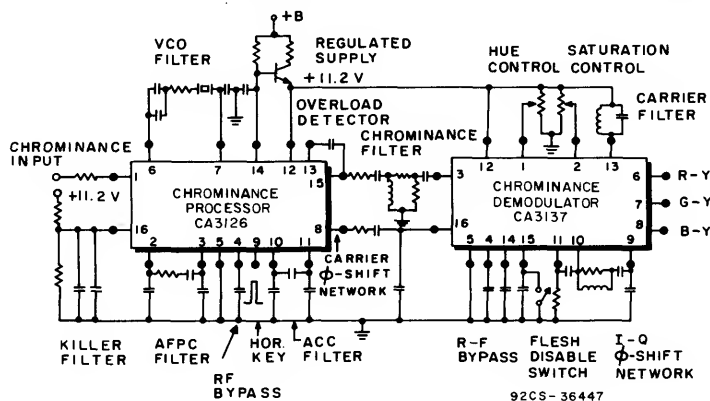 +B
VCO
FILTER
REGULATED
SUPPLY
+11.2 V
HUE
CONTROL
SATURATION
CONTROL
OVERLOAD
DETECTOR
CARRIER
FILTER
CHROMINANCE
FILTER
CHROMINANCE
INPUT
+11.2 V
6 7 14 12 13
1 15
16 8
2 3 5 4 9 10 11
CHROMINANCE
PROCESSOR
CA3126
12 1 2 13
3 6 R-Y
7 G-Y
16 8 B-Y
5 4 14 15 11 10 9
CHROMINANCE
DEMODULATOR
CA3137
CARRIER
ϕ-SHIFT
NETWORK
KILLER
FILTER
AFPC
FILTER
RF
BYPASS
HOR.
KEY
ACC
FILTER
R-F
BYPASS
FLESH
DISABLE
SWITCH
I-Q
ϕ-SHIFT
NETWORK
92CS-36447